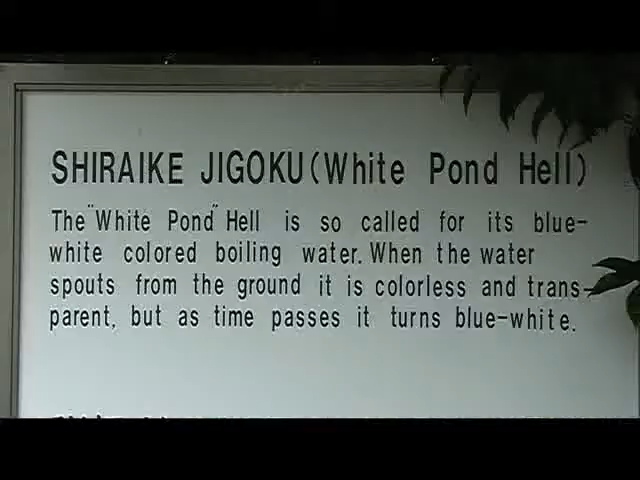 SHIRAIKE JIGOKU(White Pond Hell)
The "White Pond" Hell is so called for its blue-
white colored boiling water. When the water
spouts from the ground it is colorless and trans-
parent, but as time passes it turns blue-white.